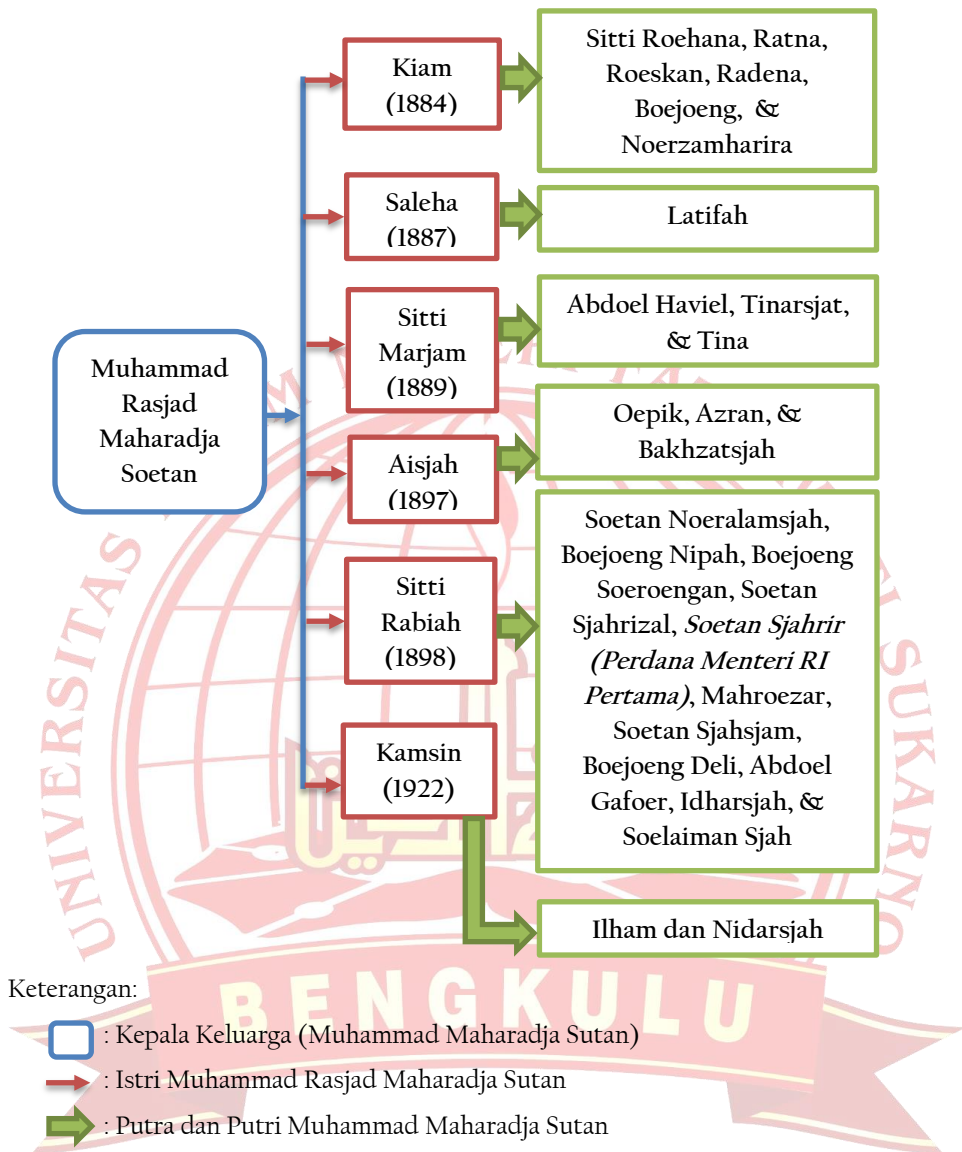 Kiam
(1884)
Sitti Roehana, Ratna,
Roeskan, Radena,
Boejoeng, &
Noerzamharira
Saleha
(1887)
Latifah
Sitti
Marjam
(1889)
Abdoel Haviel, Tinarsjat,
& Tina
Muhammad
Rasjad
Maharadja
Soetan
Aisjah
(1897)
Oepik, Azran, &
Bakhzatsjah
Sitti
Rabiah
(1898)
Soetan Noeralamsjah,
Boejoeng Nipah, Boejoeng
Soeroengan, Soetan
Sjahrizal, Soetan Sjahrir
(Perdana Menteri RI
Pertama), Mahroezar,
Soetan Sjahsjam,
Boejoeng Deli, Abdoel
Gafoer, Idharsjah, &
Soelaiman Sjah
Kamsin
(1922)
Ilham dan Nidarsjah
Keterangan:
: Kepala Keluarga (Muhammad Maharadja Sutan)
: Istri Muhammad Rasjad Maharadja Sutan
: Putra dan Putri Muhammad Maharadja Sutan
UNIVERSITAS
SUKARNO
BENGKULU